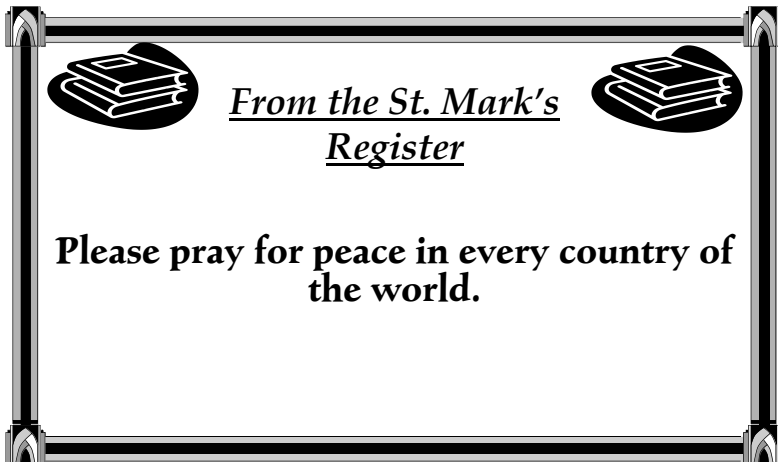 From the St. Mark's
Register
Please pray for peace in every country of
the world.